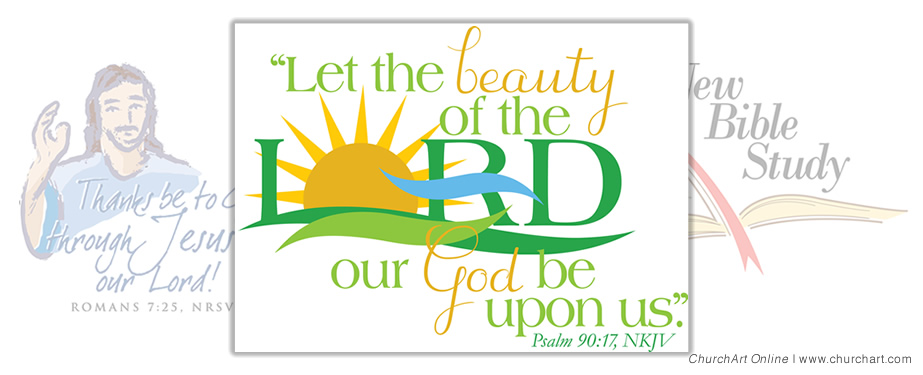 Thanks be to
through Jesus
our Lord!
ROMANS 7:25, NRSV
“Let the beauty
of the
LORD
our God be
upon us.”
Psalm 90:17, NKJV
New
Bible
Study
ChurchArt Online | www.churchart.com